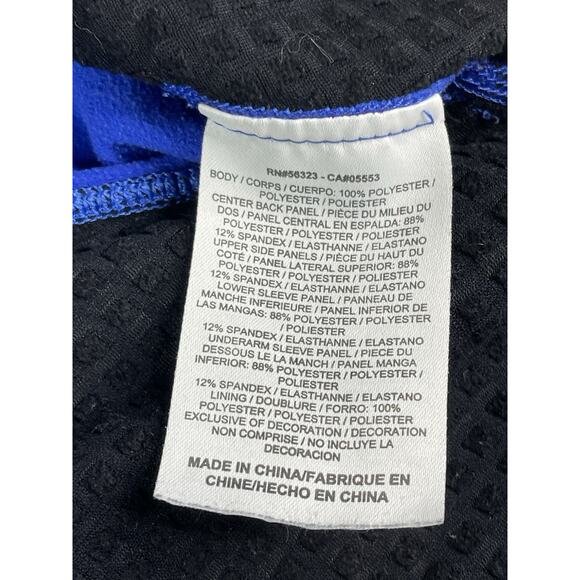 RN#56323 - CA#05553
BODY / CORPS / CUERPO: 100% POLYESTER /
POLYESTER / POLIESTER
CENTER BACK PANEL / PIÈCE DU MILIEU DU
DOS / PANEL CENTRAL EN ESPALDA: 88%
POLYESTER / POLYESTER / POLIESTER
12% SPANDEX / ELASTHANNE / ELASTANO
UPPER SIDE PANELS / PIÈCE DU HAUT DU
COTÉ / PANEL LATERAL SUPERIOR: 88%
POLYESTER / POLYESTER / POLIESTER
12% SPANDEX / ELASTHANNE / ELASTANO
LOWER SLEEVE PANEL / PANNEAU DE
MANCHE INFERIEURE / PANEL INFERIOR DE
LAS MANGAS: 88% POLYESTER / POLYESTER
/ POLIESTER
12% SPANDEX / ELASTHANNE / ELASTANO
UNDERARM SLEEVE PANEL / PIECE DU
DESSOUS LE LA MANCH / PANEL MANGA
INFERIOR: 88% POLYESTER / POLYESTER /
POLIESTER
12% SPANDEX / ELASTHANNE / ELASTANO
LINING / DOUBLURE / FORRO: 100%
POLYESTER / POLYESTER / POLIESTER
EXCLUSIVE OF DECORATION / DECORATION
NON COMPRISE / NO INCLUYE LA
DECORACION
MADE IN CHINA/FABRIQUE EN
CHINE/HECHO EN CHINA